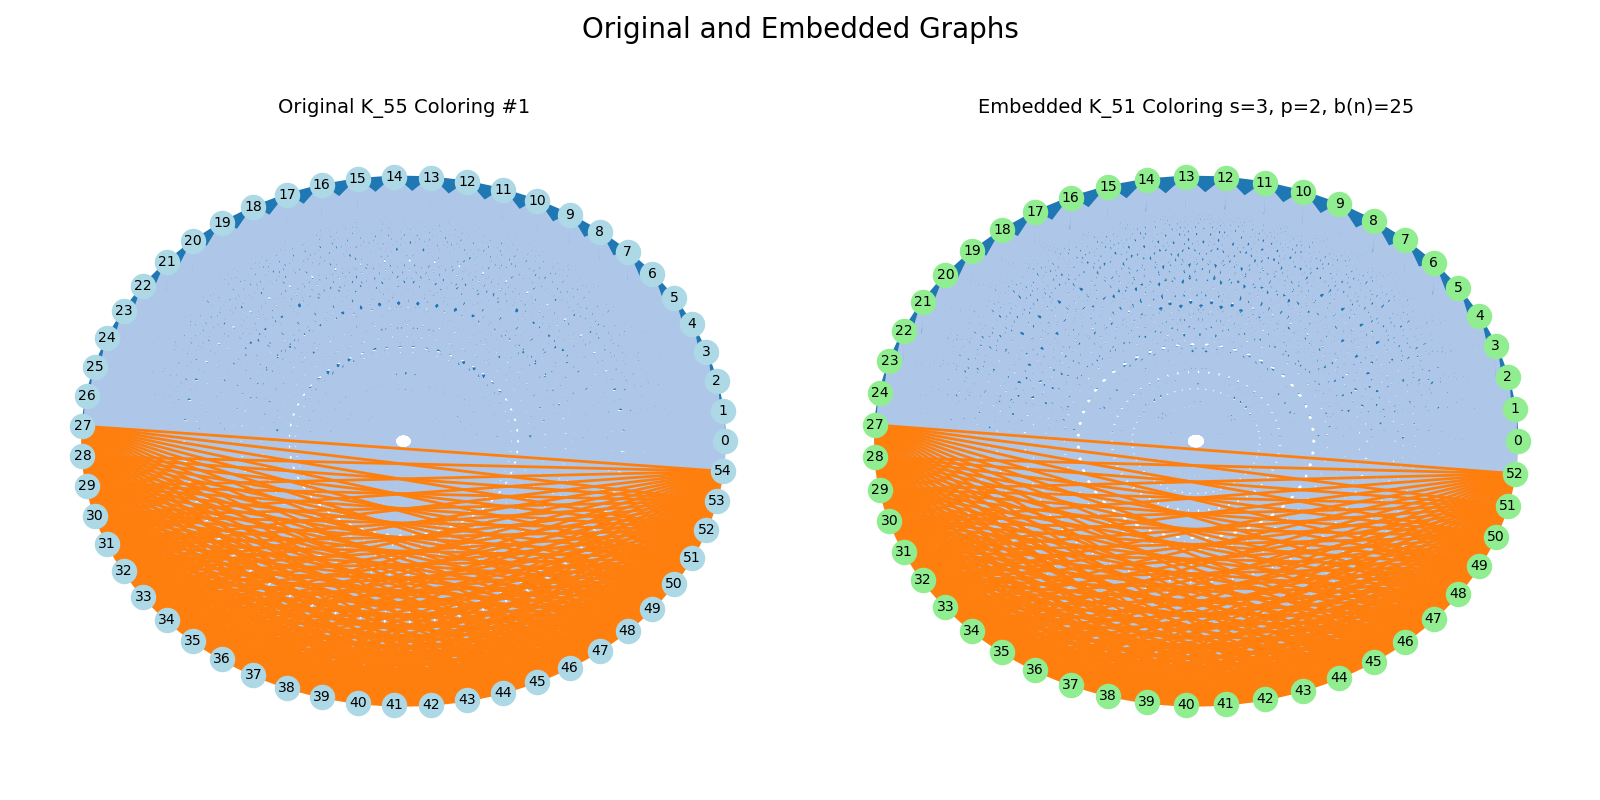 Original and Embedded Graphs
Original K_55 Coloring #1
14 13 12 11 10 9 8 7 6 5 4 3 2 1 0
15 16 17 18 19 20 21 22 23 24 25 26 27
28 29 30 31 32 33 34 35 36 37 38 39 40 41
42 43 44 45 46 47 48 49 50 51 52 53 54
Embedded K_51 Coloring s=3, p=2, b(n)=25
13 12 11 10 9 8 7 6 5 4 3 2 1 0
14 15 16 17 18 19 20 21 22 23 24 27
28 29 30 31 32 33 34 35 36 37 38 39 40
41 42 43 44 45 46 47 48 49 50 51 52